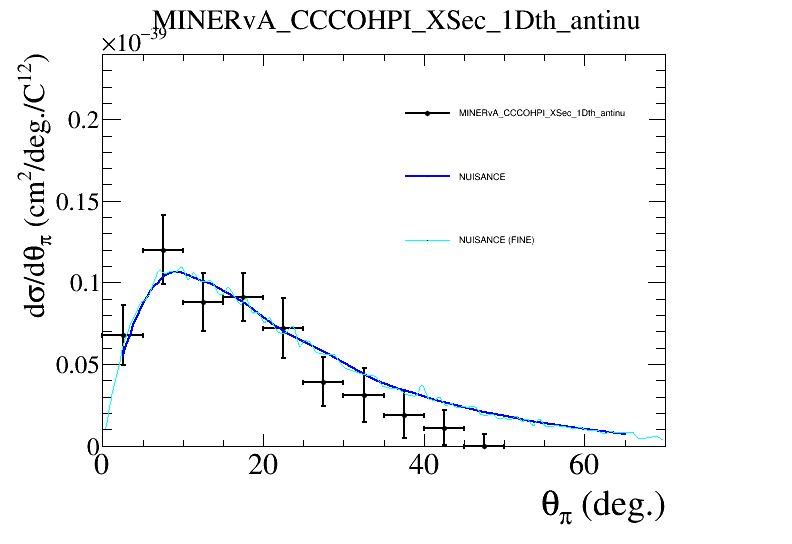 MINERvA_CCCOHPI_XSec_1Dth_antinu
×10⁻³⁹
dσ/dθπ (cm²/deg./C¹²)
0.2
0.15
0.1
0.05
0
MINERvA_CCCOHPI_XSec_1Dth_antinu
NUISANCE
NUISANCE (FINE)
0 20 40 60
θπ (deg.)